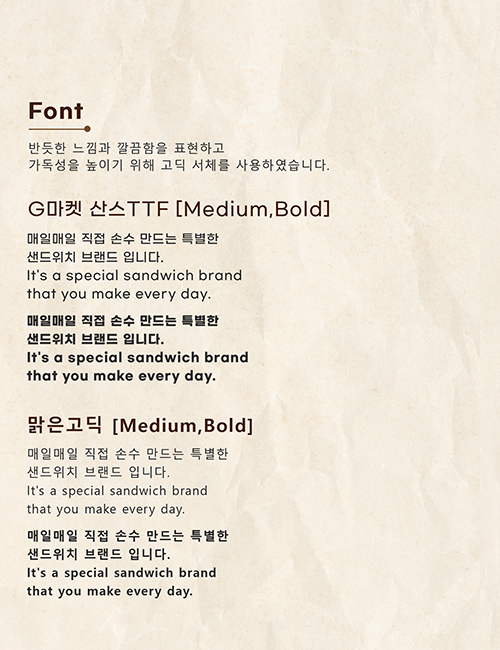 Font
반듯한 느낌과 깔끔함을 표현하고
가독성을 높이기 위해 고딕 서체를 사용하였습니다.
G마켓 산스TTF [Medium,Bold]
매일매일 직접 손수 만드는 특별한
샌드위치 브랜드 입니다.
It's a special sandwich brand
that you make every day.
매일매일 직접 손수 만드는 특별한
샌드위치 브랜드 입니다.
It's a special sandwich brand
that you make every day.
맑은고딕 [Medium,Bold]
매일매일 직접 손수 만드는 특별한
샌드위치 브랜드 입니다.
It's a special sandwich brand
that you make every day.
매일매일 직접 손수 만드는 특별한
샌드위치 브랜드 입니다.
It's a special sandwich brand
that you make every day.